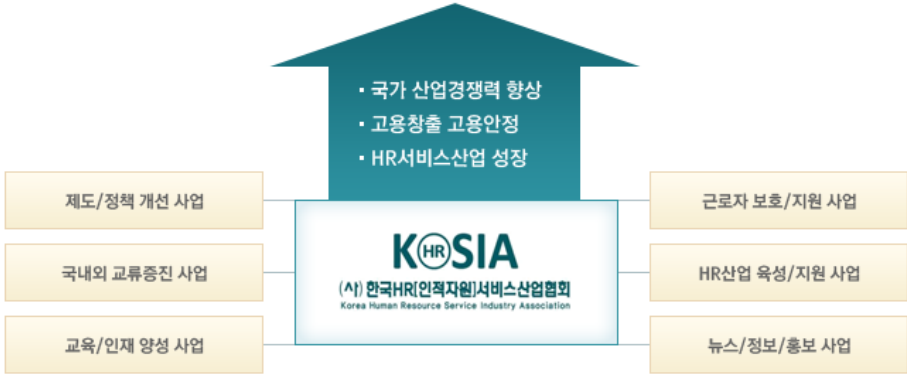 ▪ 국가 산업경쟁력 향상
▪ 고용창출 고용안정
▪ HR서비스산업 성장
제도/정책 개선 사업
국내외 교류증진 사업
교육/인재 양성 사업
KHRSIA
(사) 한국HR[인적자원]서비스산업협회
Korea Human Resource Service Industry Association
근로자 보호/지원 사업
HR산업 육성/지원 사업
뉴스/정보/홍보 사업